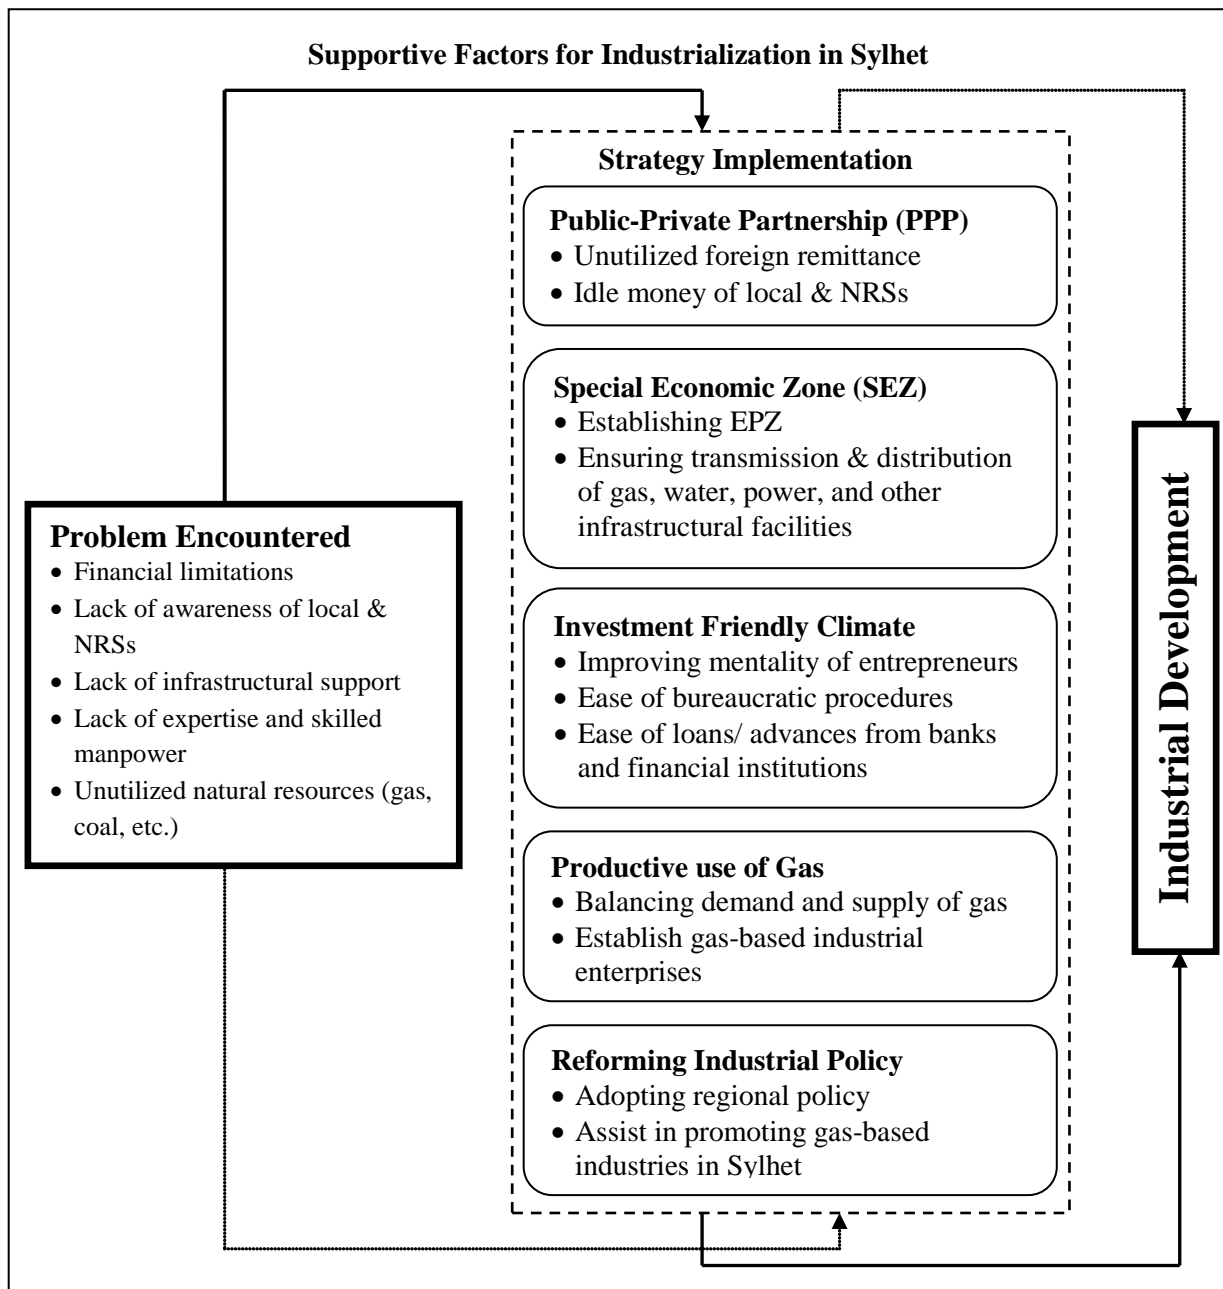 Supportive Factors for Industrialization in Sylhet
Problem Encountered
• Financial limitations
• Lack of awareness of local &
NRSs
• Lack of infrastructural support
• Lack of expertise and skilled
manpower
• Unutilized natural resources (gas,
coal, etc.)
Strategy Implementation
Public-Private Partnership (PPP)
• Unutilized foreign remittance
• Idle money of local & NRSs
Special Economic Zone (SEZ)
• Establishing EPZ
• Ensuring transmission & distribution
of gas, water, power, and other
infrastructural facilities
Investment Friendly Climate
• Improving mentality of entrepreneurs
• Ease of bureaucratic procedures
• Ease of loans/ advances from banks
and financial institutions
Productive use of Gas
• Balancing demand and supply of gas
• Establish gas-based industrial
enterprises
Reforming Industrial Policy
• Adopting regional policy
• Assist in promoting gas-based
industries in Sylhet
Industrial Development